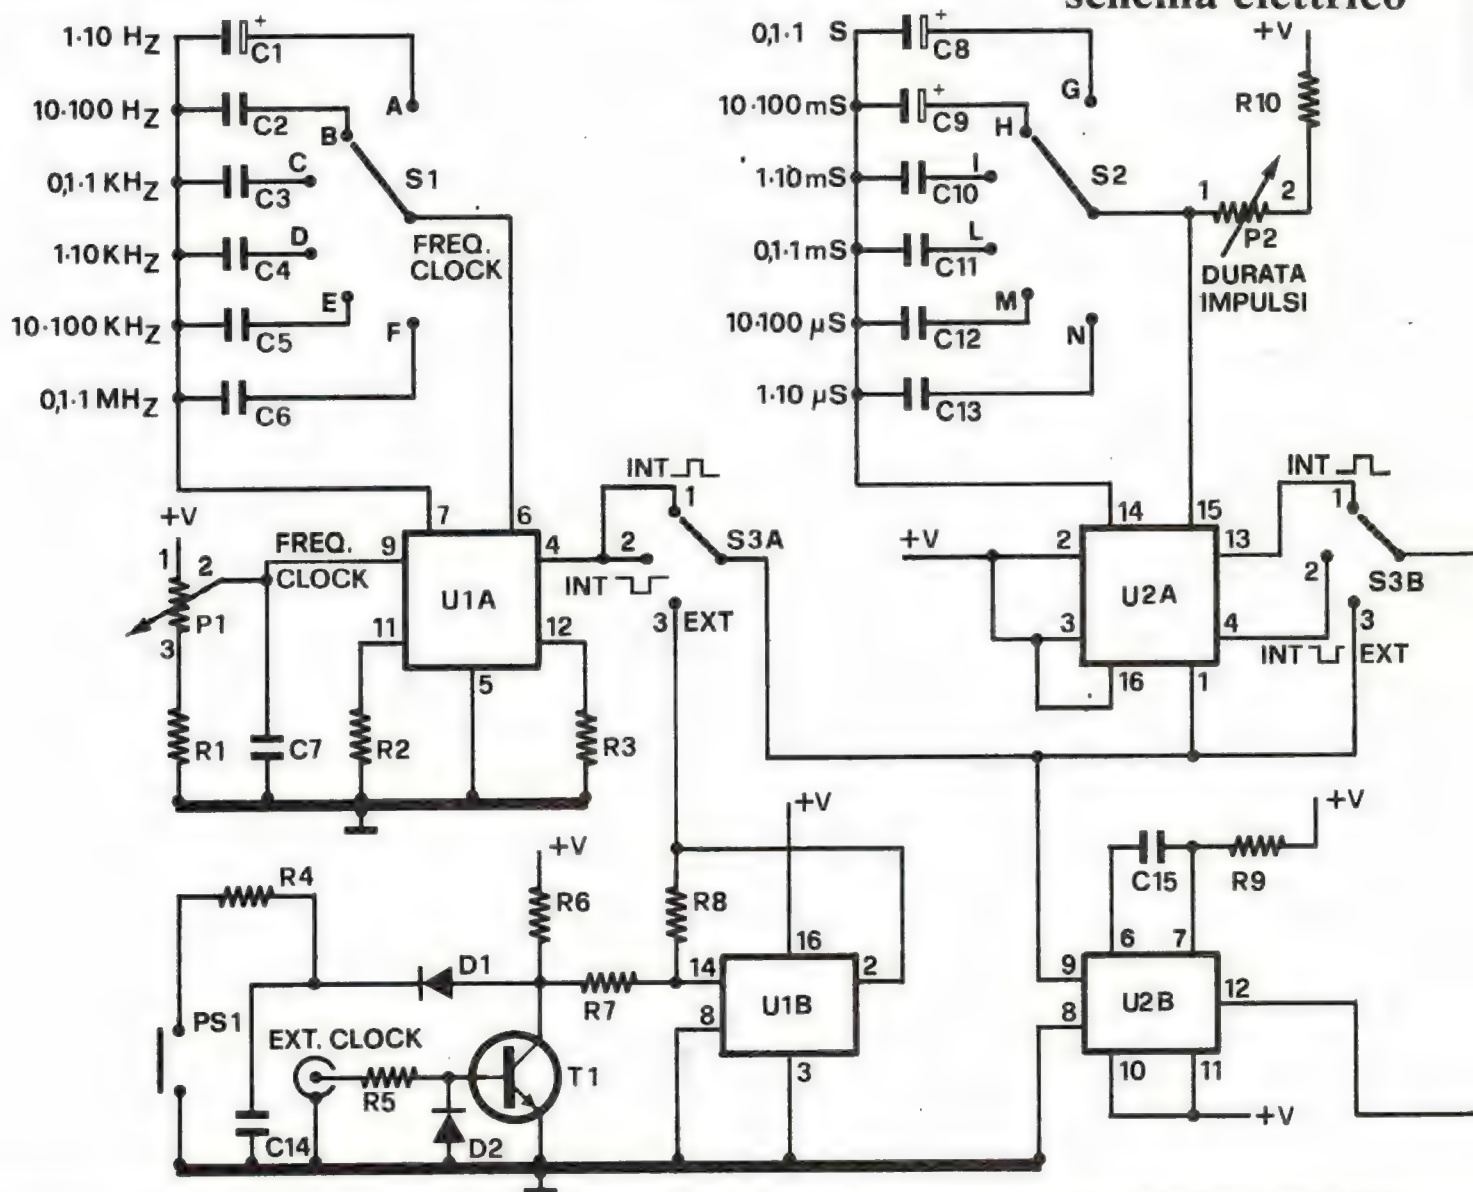 schema elettrico
1·10 HZ
C1
+
A
10·100 HZ
C2
B
0,1·1 KHZ
C3
C
S1
1·10 KHZ
C4
D
FREQ.
CLOCK
10·100 KHZ
C5
E
F
0,1·1 MHZ
C6
0,1·1 S
C8
+
G
10·100 mS
C9
+
H
1·10 mS
C10
I
S2
0,1·1 mS
C11
L
10·100 µS
C12
M
N
1·10 µS
C13
+V
R10
1
2
P2
DURATA
IMPULSI
+V
1
2
P1
3
R1
C7
FREQ.
CLOCK
7
6
9
4
U1A
11
12
5
R2
R3
INT
1
2
S3A
INT
3 EXT
+V
14
15
2
13
U2A
3
4
16
1
INT
1
2
S3B
INT
3
EXT
R4
PS1
D1
EXT. CLOCK
R5
C14
D2
T1
+V
R6
R7
R8
+V
16
14
2
U1B
8
3
+V
C15
R9
6
7
9
12
U2B
8
10
11
+V